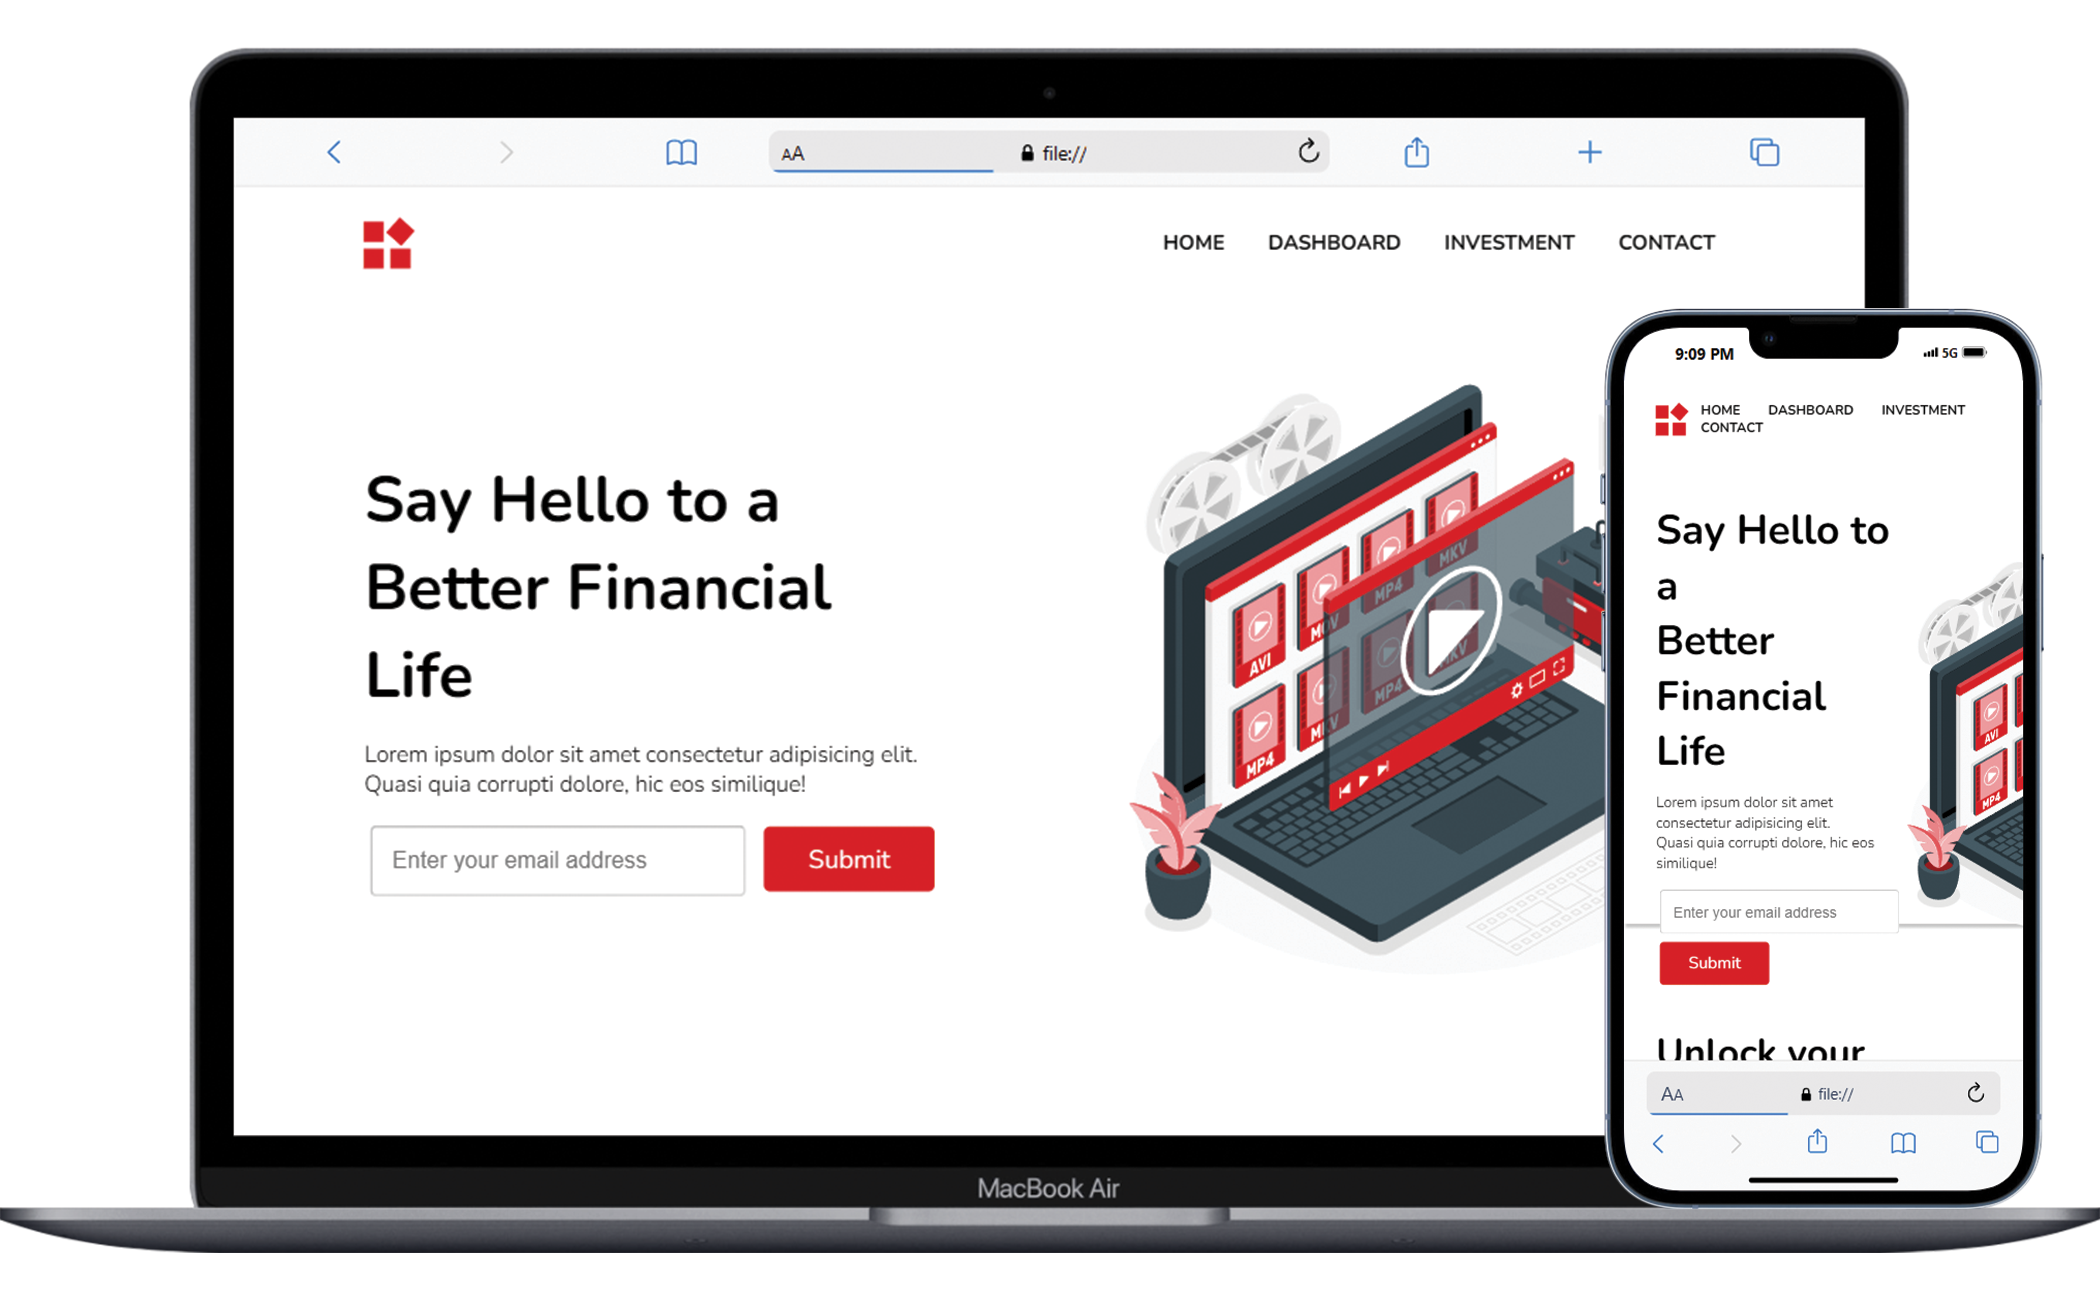 AA
file://
HOME DASHBOARD INVESTMENT CONTACT
Say Hello to a
Better Financial
Life
Lorem ipsum dolor sit amet consectetur adipisicing elit.
Quasi quia corrupti dolore, hic eos similique!
Enter your email address
Submit
AVI
MOV
MP4
MKV
MP4
MKV
MP4
MKV
MacBook Air
9:09 PM
5G
HOME DASHBOARD INVESTMENT
CONTACT
Say Hello to
a
Better
Financial
Life
Lorem ipsum dolor sit amet
consectetur adipisicing elit.
Quasi quia corrupti dolore, hic eos
similique!
AVI
MP4
Enter your email address
Submit
Unlock your
AA
file://